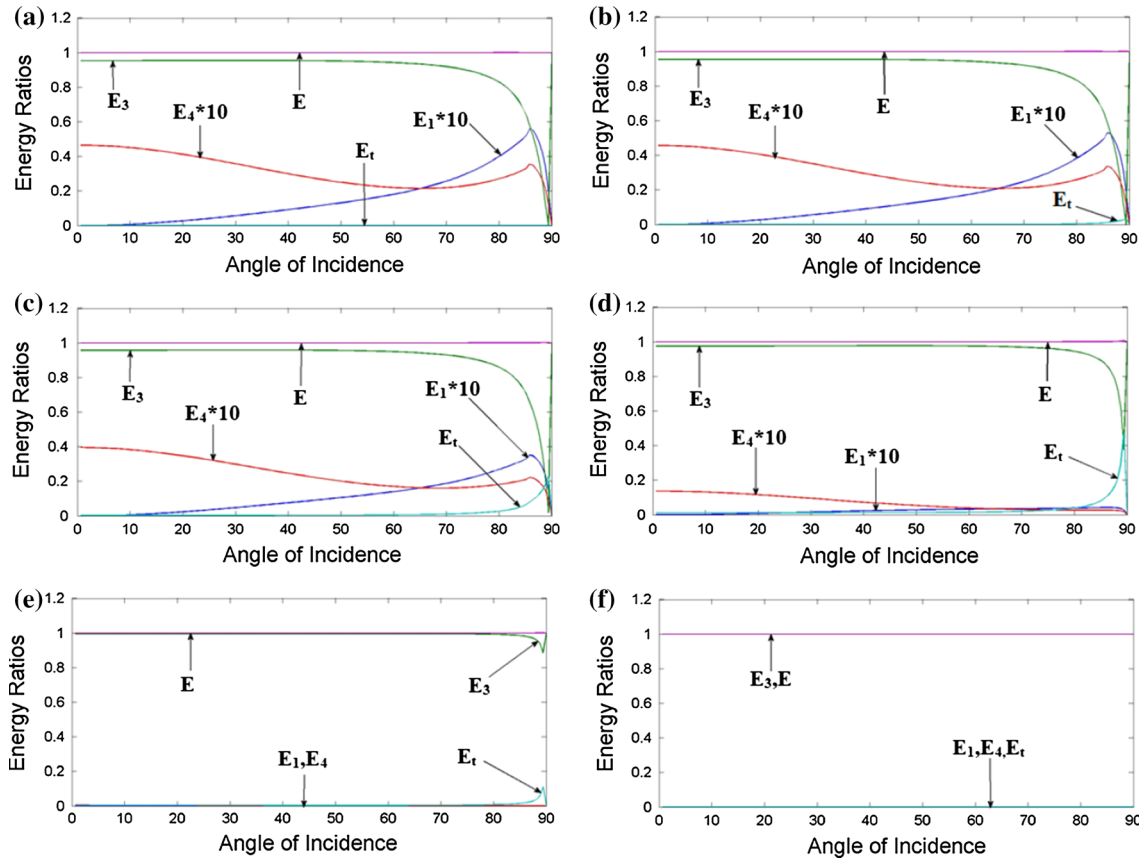 (a)
1.2
1
0.8
0.6
0.4
0.2
0
Energy Ratios
E3
E4*10
E
Et
E1*10
0 10 20 30 40 50 60 70 80 90
Angle of Incidence
(b)
1.2
1
0.8
0.6
0.4
0.2
0
Energy Ratios
E3
E4*10
E
E1*10
Et
0 10 20 30 40 50 60 70 80 90
Angle of Incidence
(c)
1.2
1
0.8
0.6
0.4
0.2
0
Energy Ratios
E3
E
E4*10
E1*10
Et
0 10 20 30 40 50 60 70 80 90
Angle of Incidence
(d)
1.2
1
0.8
0.6
0.4
0.2
0
Energy Ratios
E3
E
E4*10
E1*10
Et
0 10 20 30 40 50 60 70 80 90
Angle of Incidence
(e)
1.2
1
0.8
0.6
0.4
0.2
0
Energy Ratios
E
E3
E1,E4
Et
0 10 20 30 40 50 60 70 80 90
Angle of Incidence
(f)
1.2
1
0.8
0.6
0.4
0.2
0
Energy Ratios
E3,E
E1,E4,Et
0 10 20 30 40 50 60 70 80 90
Angle of Incidence